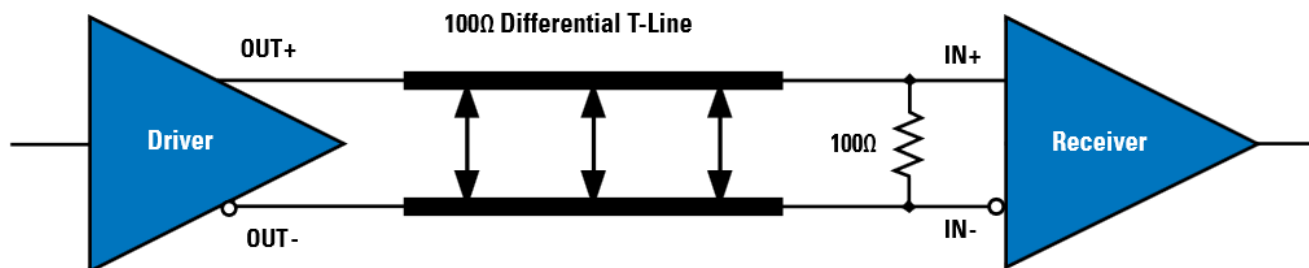 100Ω Differential T-Line
OUT+
IN+
Driver
100Ω
Receiver
OUT-
IN-